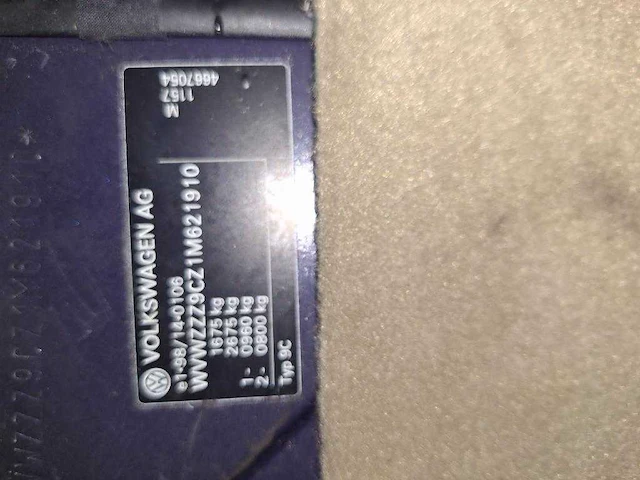 VOLKSWAGEN AG
e1-98/14-0106
WVWZZZ9CZ1M621910
1675 kg
2675 kg
1- 0960 kg
2- 0800 kg
Typ 9C
4667054
1157
M
WZZZ9CZ1M621910*